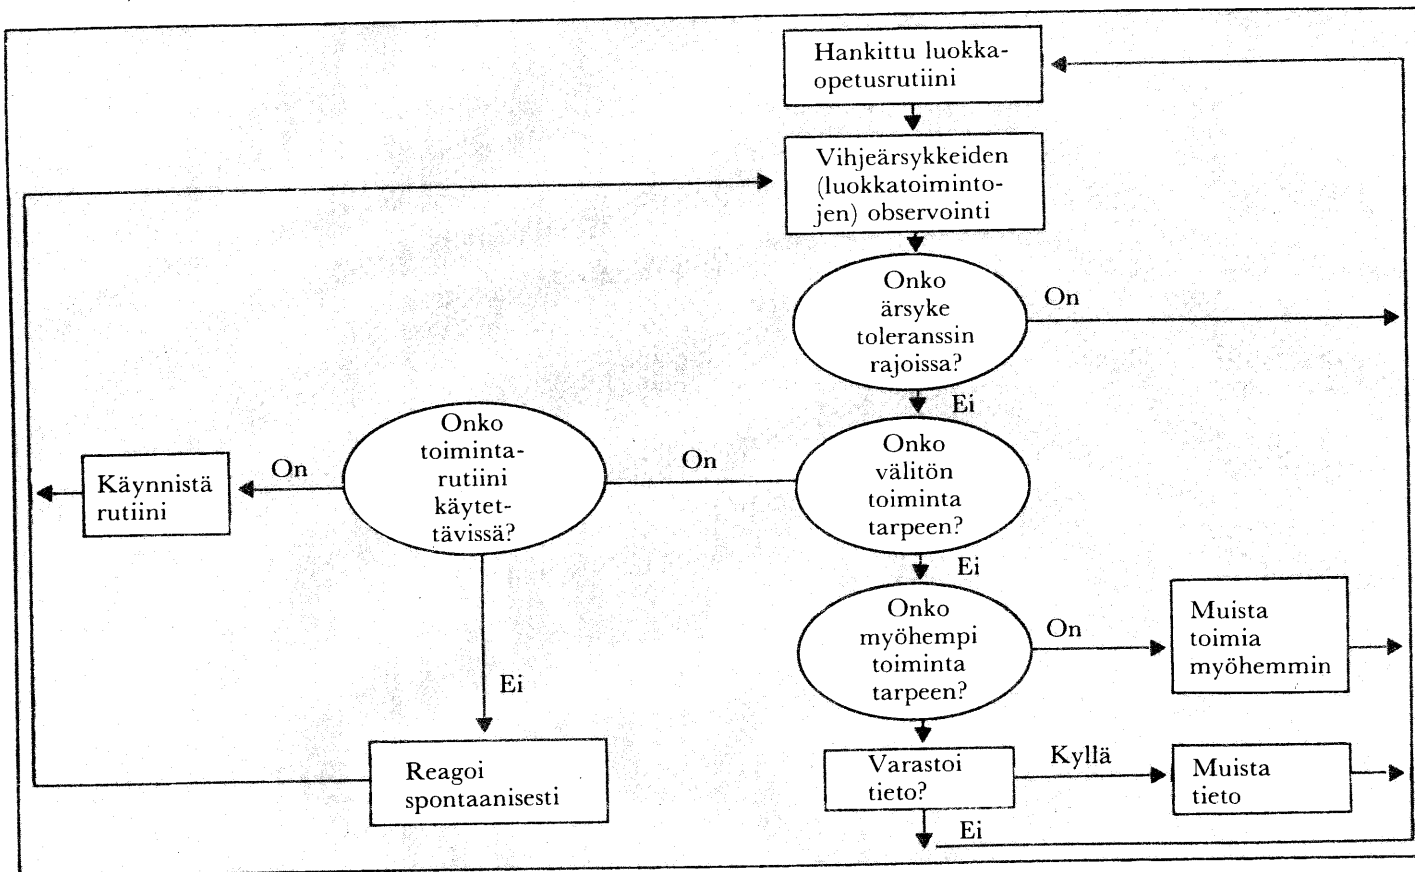 Hankittu luokka-
opetusrutiini
Vihjeärsykkeiden
(luokkatoiminto-
jen) observointi
Onko
ärsyke
toleranssin
rajoissa?
On
Ei
Onko
välitön
toiminta
tarpeen?
On
Onko
toiminta-
rutiini
käytet-
tävissä?
On
Käynnistä
rutiini
Ei
Reagoi
spontaanisesti
Ei
Onko
myöhempi
toiminta
tarpeen?
On
Muista
toimia
myöhemmin
Varastoi
tieto?
Kyllä
Muista
tieto
Ei